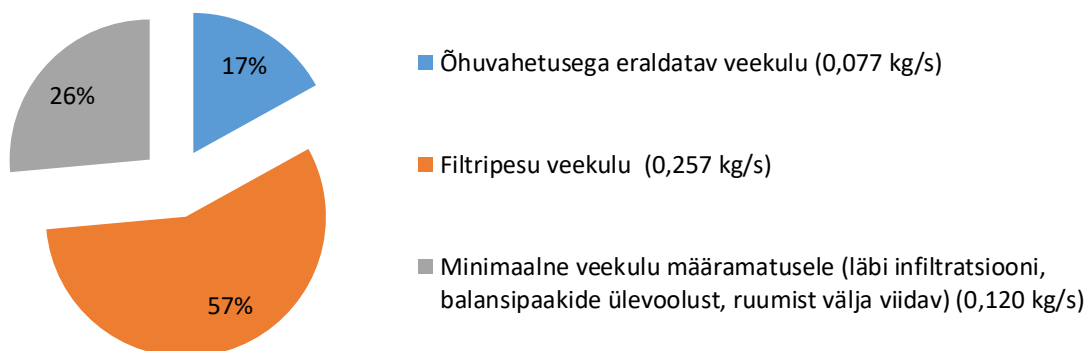 17%
26%
57%
Õhuvahetusega eraldatav veekulu (0,077 kg/s)
Filtripesu veekulu (0,257 kg/s)
Minimaalne veekulu määramatusele (läbi infiltratsiooni,
balansipaakide ülevoolust, ruumist välja viidav) (0,120 kg/s)